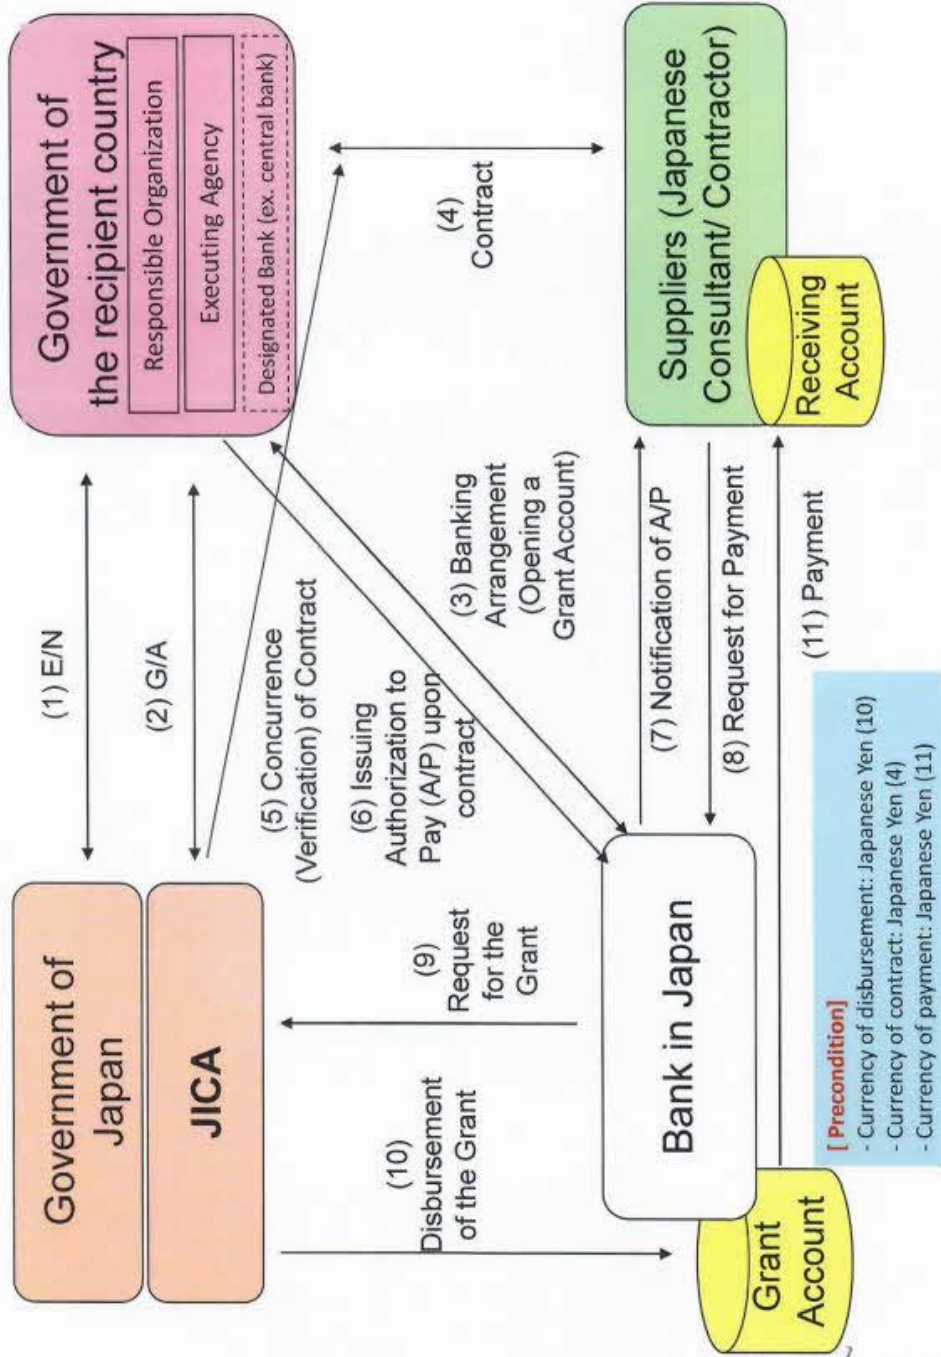 Government of
Japan
JICA
Government of
the recipient country
Responsible Organization
Executing Agency
Designated Bank (ex. central bank)
(1) E/N
(2) G/A
(5) Concurrence
(Verification) of Contract
(6) Issuing
Authorization to
Pay (A/P) upon
contract
(3) Banking
Arrangement
(Opening a
Grant Account)
(4)
Contract
(9)
Request
for the
Grant
(10)
Disbursement
of the Grant
Bank in Japan
Grant
Account
(7) Notification of A/P
(8) Request for Payment
(11) Payment
Suppliers (Japanese
Consultant/ Contractor)
Receiving
Account
[ Precondition]
- Currency of disbursement: Japanese Yen (10)
- Currency of contract: Japanese Yen (4)
- Currency of payment: Japanese Yen (11)